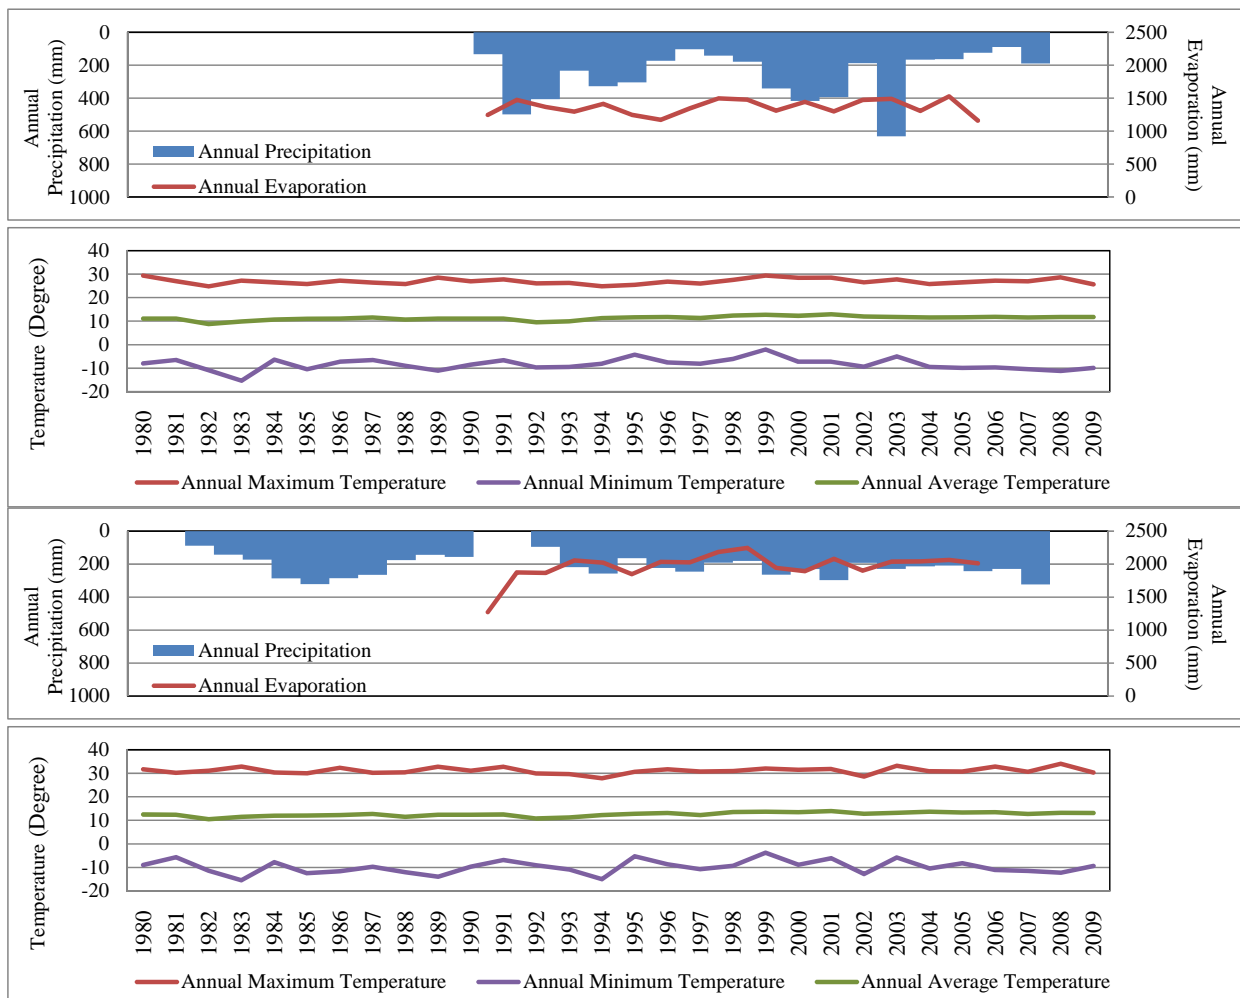 Annual
Precipitation (mm)
0
200
400
600
800
1000
Annual Precipitation
Annual Evaporation
2500
2000
1500
1000
500
0
Annual
Evaporation (mm)
Temperature (Degree)
40
30
20
10
0
-10
-20
1980 1981 1982 1983 1984 1985 1986 1987 1988 1989 1990 1991 1992 1993 1994 1995 1996 1997 1998 1999 2000 2001 2002 2003 2004 2005 2006 2007 2008 2009
Annual Maximum Temperature Annual Minimum Temperature Annual Average Temperature
Annual
Precipitation (mm)
0
200
400
600
800
1000
Annual Precipitation
Annual Evaporation
2500
2000
1500
1000
500
0
Annual
Evaporation (mm)
Temperature (Degree)
40
30
20
10
0
-10
-20
1980 1981 1982 1983 1984 1985 1986 1987 1988 1989 1990 1991 1992 1993 1994 1995 1996 1997 1998 1999 2000 2001 2002 2003 2004 2005 2006 2007 2008 2009
Annual Maximum Temperature Annual Minimum Temperature Annual Average Temperature